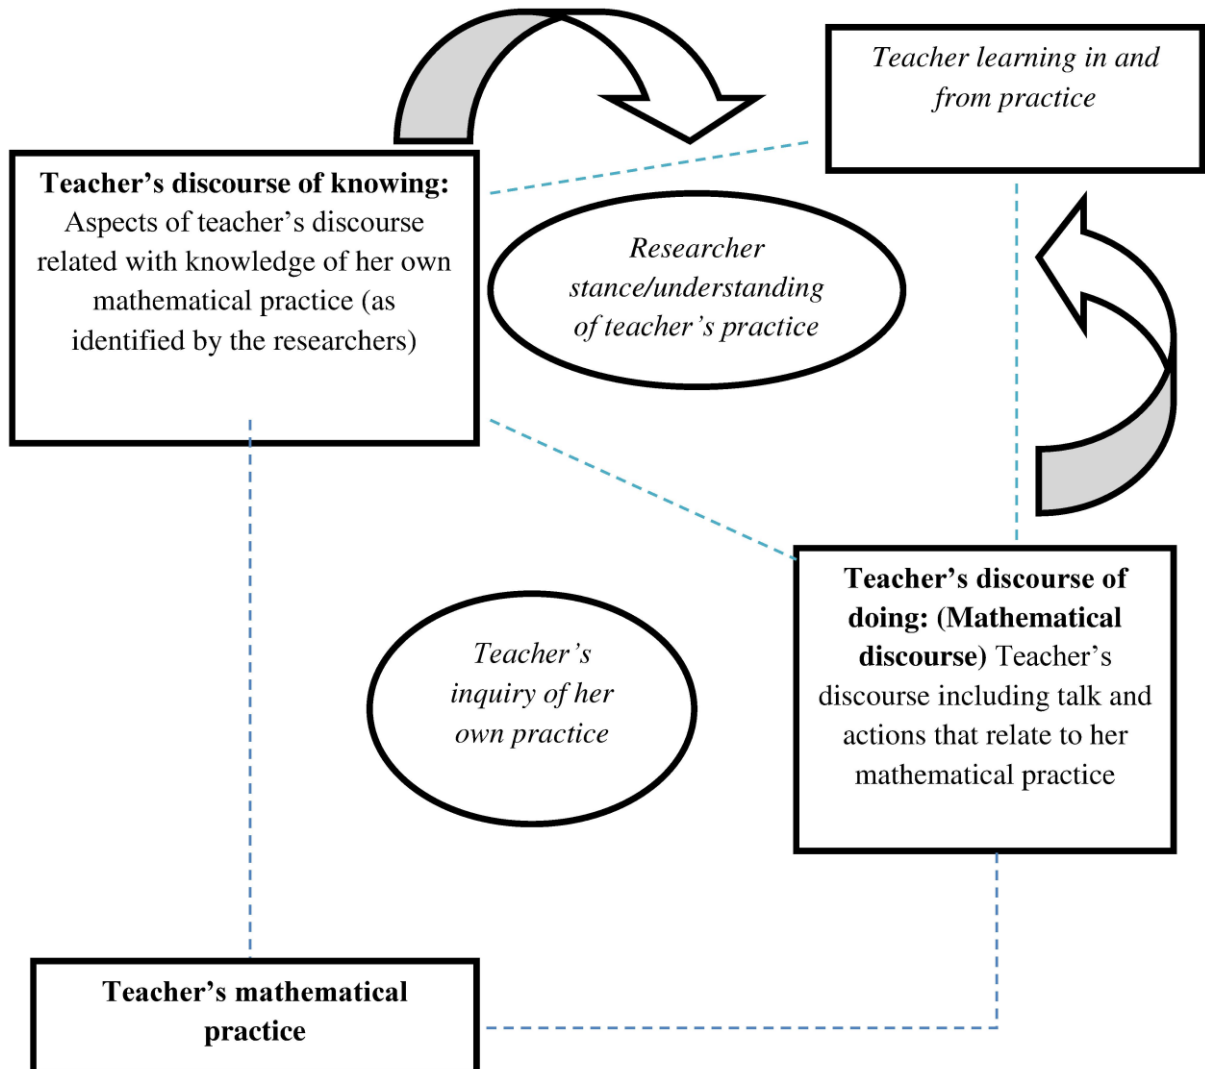 Teacher learning in and
from practice
Teacher’s discourse of knowing:
Aspects of teacher’s discourse
related with knowledge of her own
mathematical practice (as
identified by the researchers)
Researcher
stance/understanding
of teacher’s practice
Teacher’s discourse of
doing: (Mathematical
discourse) Teacher’s
discourse including talk and
actions that relate to her
mathematical practice
Teacher’s
inquiry of her
own practice
Teacher’s mathematical
practice